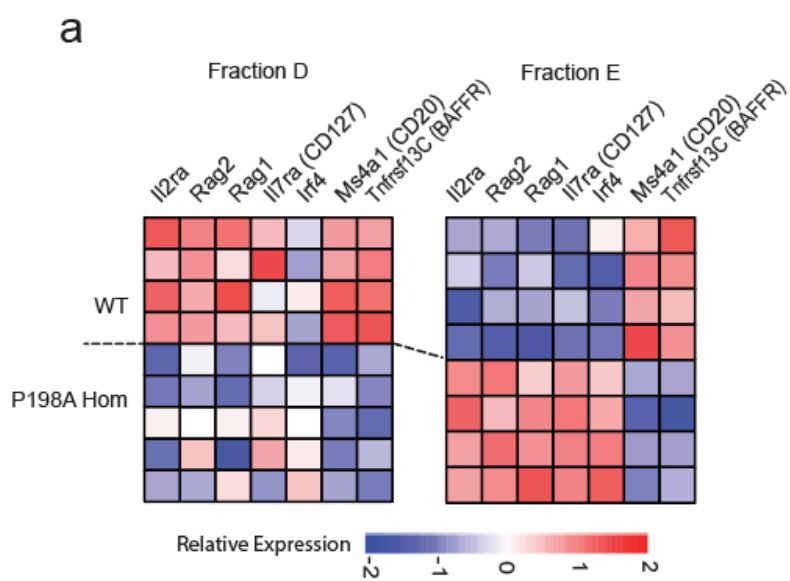 a
Fraction D
Fraction E
Il2ra
Rag2
Rag1
Il7ra (CD127)
Irf4
Ms4a1 (CD20)
Tnfrsf13C (BAFFR)
Il2ra
Rag2
Rag1
Il7ra (CD127)
Irf4
Ms4a1 (CD20)
Tnfrsf13C (BAFFR)
WT
P198A Hom
Relative Expression
-2
-1
0
1
2